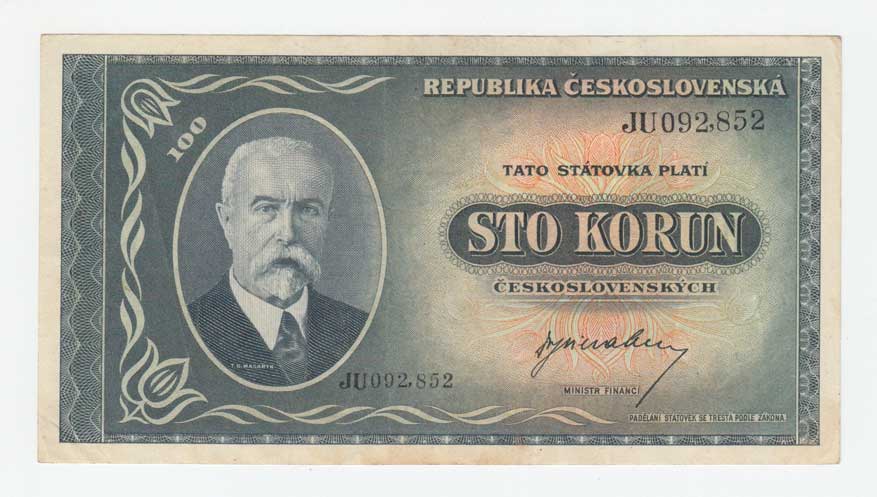 REPUBLIKA ČESKOSLOVENSKÁ
JU092,852
100
TATO STÁTOVKA PLATÍ
STO KORUN
ČESKOSLOVENSKÝCH
T. G. MASARYK
JU092,852
MINISTR FINANCÍ
PADĚLÁNÍ STÁTOVEK SE TRESTÁ PODLE ZÁKONA.